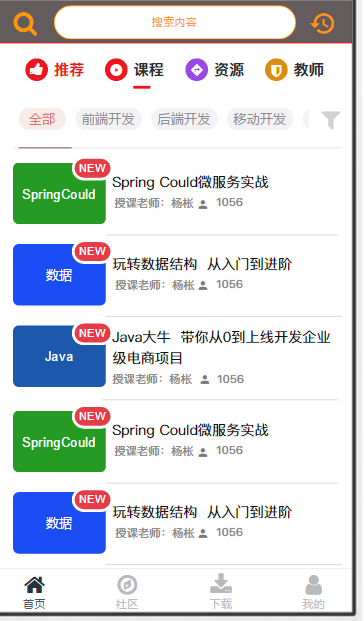 搜索内容
推荐 课程 资源 教师
全部 前端开发 后端开发 移动开发
NEW
SpringCould
Spring Could微服务实战
授课老师：杨枨 1056
NEW
数据
玩转数据结构 从入门到进阶
授课老师：杨枨 1056
NEW
Java
Java大牛 带你从0到上线开发企业
级电商项目
授课老师：杨枨 1056
NEW
SpringCould
Spring Could微服务实战
授课老师：杨枨 1056
NEW
数据
玩转数据结构 从入门到进阶
授课老师：杨枨 1056
首页 社区 下载 我的